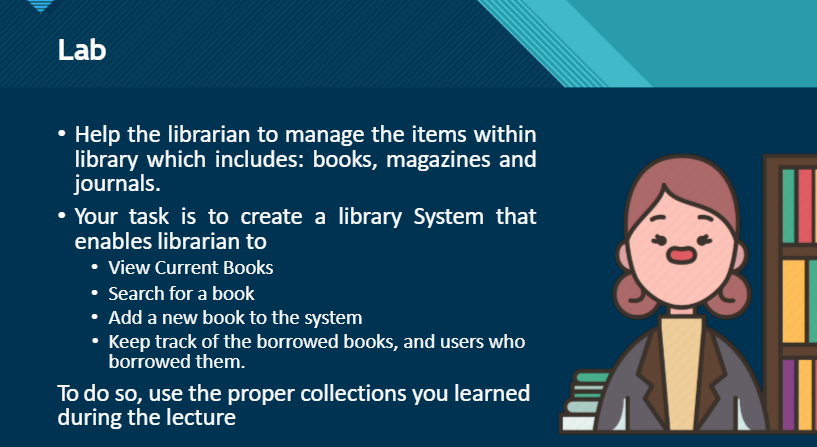 Lab
• Help the librarian to manage the items within
library which includes: books, magazines and
journals.
• Your task is to create a library System that
enables librarian to
• View Current Books
• Search for a book
• Add a new book to the system
• Keep track of the borrowed books, and users who
borrowed them.
To do so, use the proper collections you learned
during the lecture